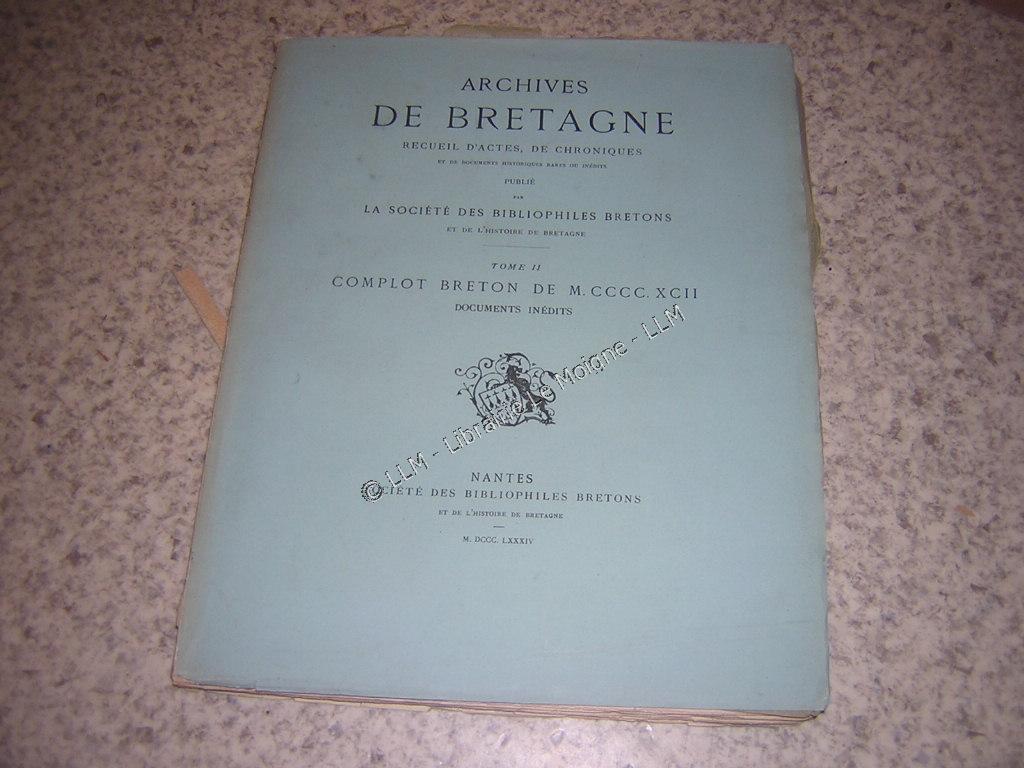 ARCHIVES
DE BRETAGNE
RECUEIL D'ACTES, DE CHRONIQUES
ET DE DOCUMENTS HISTORIQUES RARES OU INÉDITS
PUBLIÉ
PAR
LA SOCIÉTÉ DES BIBLIOPHILES BRETONS
ET DE L'HISTOIRE DE BRETAGNE
TOME II
COMPLOT BRETON DE M.CCCC.XCII
DOCUMENTS INÉDITS
© LLM - Librairie Le Moigne - LLM
NANTES
SOCIÉTÉ DES BIBLIOPHILES BRETONS
ET DE L'HISTOIRE DE BRETAGNE
M. DCCC. LXXXIV